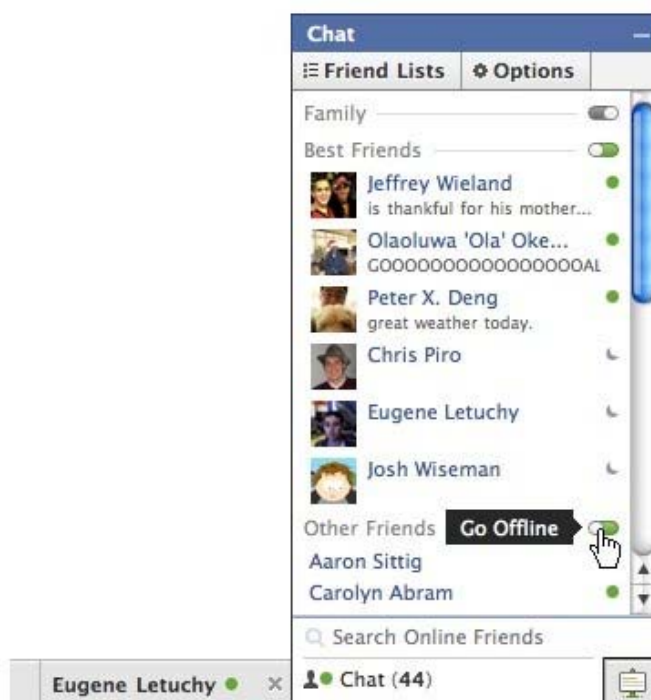 Chat
Friend Lists Options
Family
Best Friends
Jeffrey Wieland
is thankful for his mother...
Olaoluwa 'Ola' Oke...
GOOOOOOOOOOOOOOOOOAL
Peter X. Deng
great weather today.
Chris Piro
Eugene Letuchy
Josh Wiseman
Other Friends Go Offline
Aaron Sittig
Carolyn Abram
Search Online Friends
Eugene Letuchy × Chat (44)